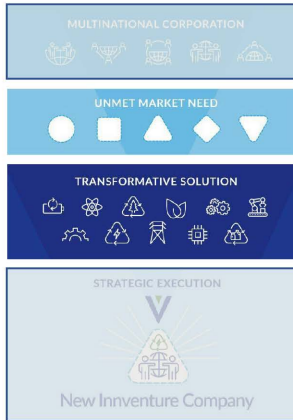 MULTINATIONAL CORPORATION
UNMET MARKET NEED
TRANSFORMATIVE SOLUTION
STRATEGIC EXECUTION
New Innventure Company